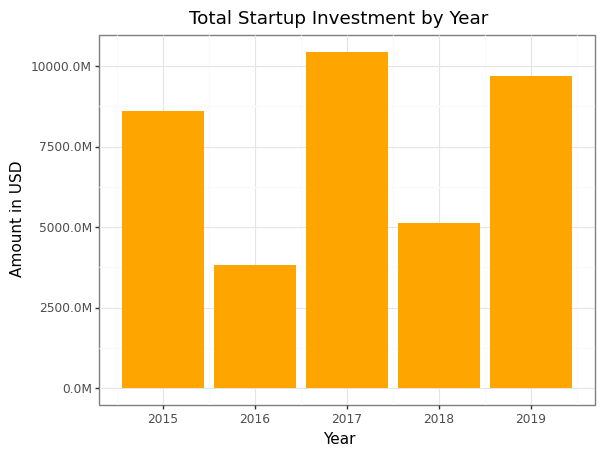 Total Startup Investment by Year
10000.0M
7500.0M
5000.0M
2500.0M
0.0M
Amount in USD
2015 2016 2017 2018 2019
Year